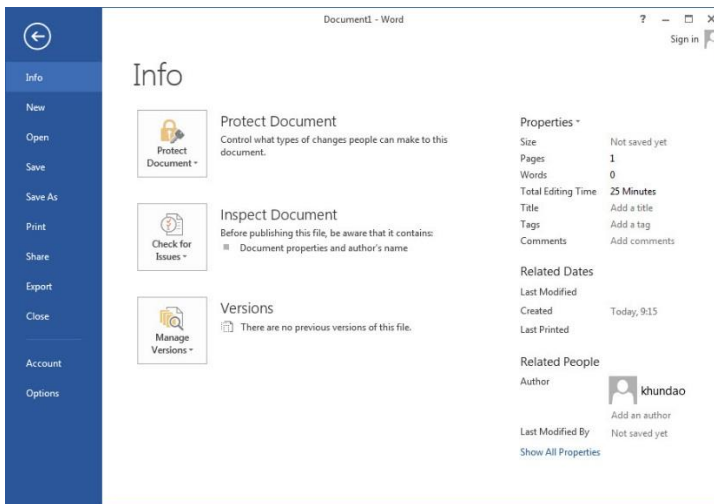 Document1 - Word
?
Sign in
Info
New
Open
Save
Save As
Print
Share
Export
Close
Account
Options
Info
Protect Document
Protect Document
Control what types of changes people can make to this
document.
Check for Issues
Inspect Document
Before publishing this file, be aware that it contains:
Document properties and author's name
Manage Versions
Versions
There are no previous versions of this file.
Properties
Size Not saved yet
Pages 1
Words 0
Total Editing Time 25 Minutes
Title Add a title
Tags Add a tag
Comments Add comments
Related Dates
Last Modified
Created Today, 9:15
Last Printed
Related People
Author khundao
Add an author
Last Modified By Not saved yet
Show All Properties